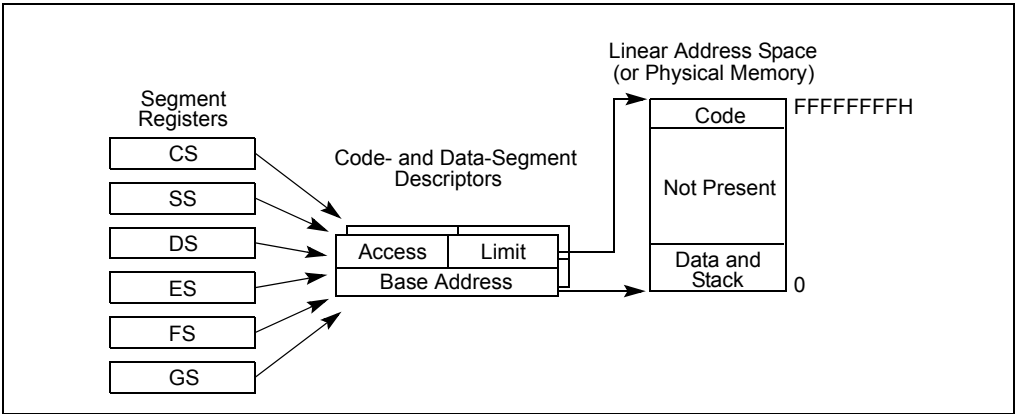 Linear Address Space
(or Physical Memory)
Segment
Registers
CS
SS
DS
ES
FS
GS
Code- and Data-Segment
Descriptors
Access
Limit
Base Address
Code
FFFFFFFFH
Not Present
Data and
Stack
0